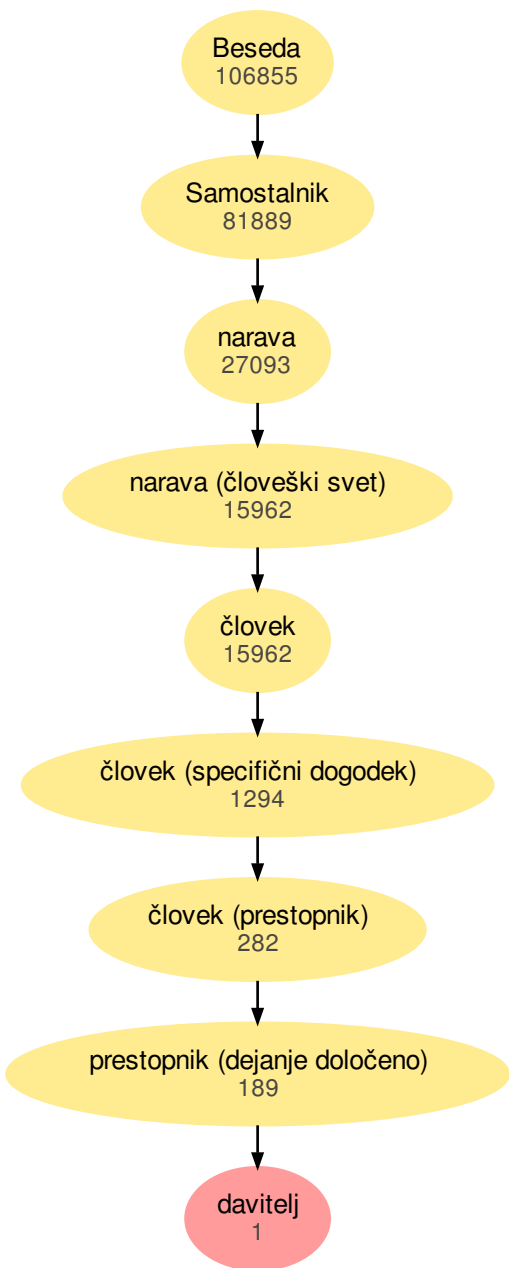 Beseda
106855
Samostalnik
81889
narava
27093
narava (človeški svet)
15962
človek
15962
človek (specifični dogodek)
1294
človek (prestopnik)
282
prestopnik (dejanje določeno)
189
davitelj
1